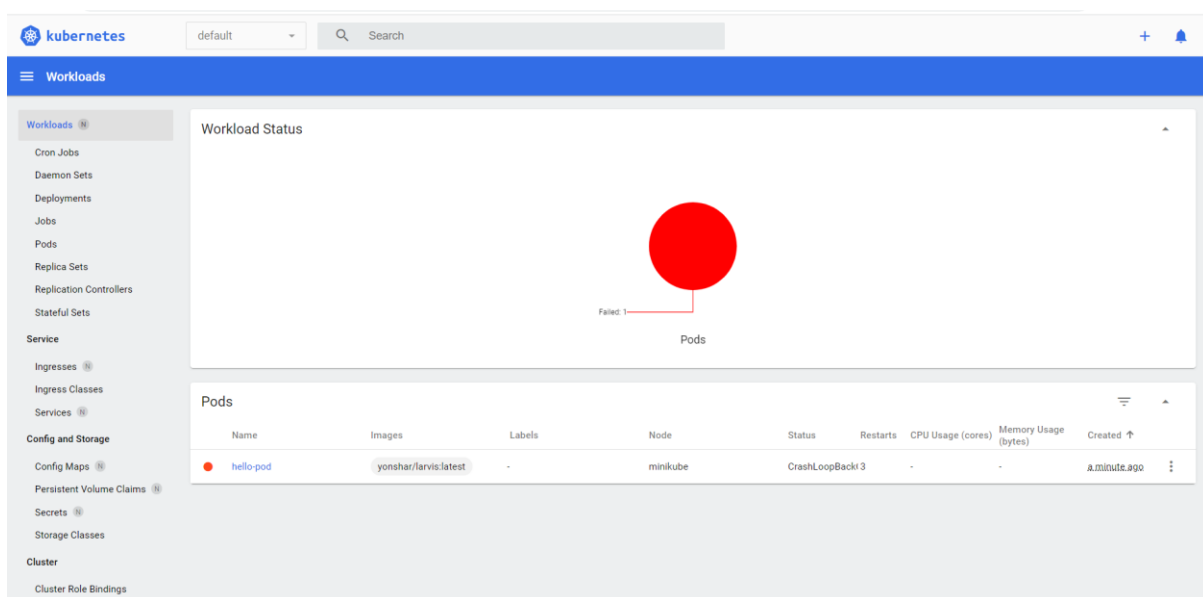 kubernetes
default
Search
Workloads
Workloads N
Cron Jobs
Daemon Sets
Deployments
Jobs
Pods
Replica Sets
Replication Controllers
Stateful Sets
Service
Ingresses N
Ingress Classes
Services N
Config and Storage
Config Maps N
Persistent Volume Claims N
Secrets N
Storage Classes
Cluster
Cluster Role Bindings
Workload Status
Failed: 1
Pods
Pods
Name Images Labels Node Status Restarts CPU Usage (cores) Memory Usage (bytes) Created
hello-pod yonshar/larvis:latest - minikube CrashLoopBack 3 - - a minute ago